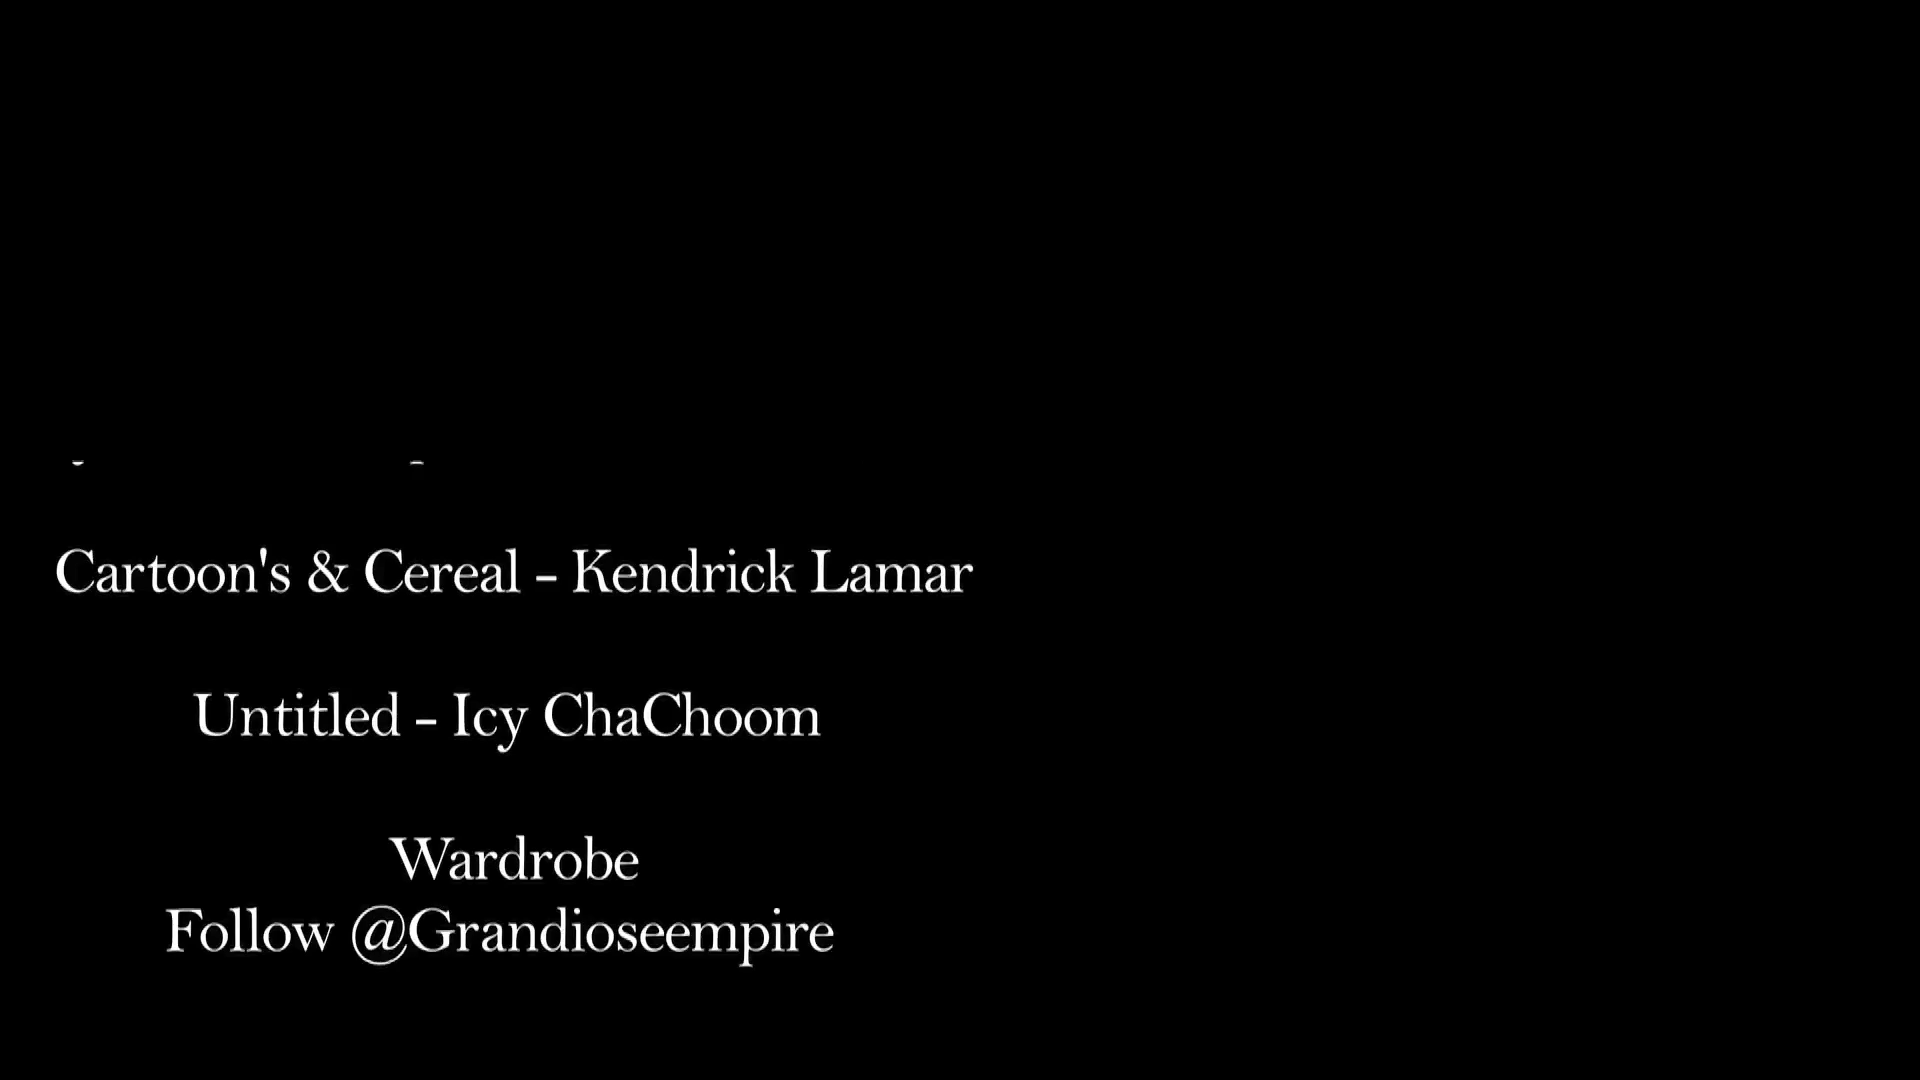 Cartoon's & Cereal - Kendrick Lamar
Untitled - Icy ChaChoom
Wardrobe
Follow @Grandioseempire